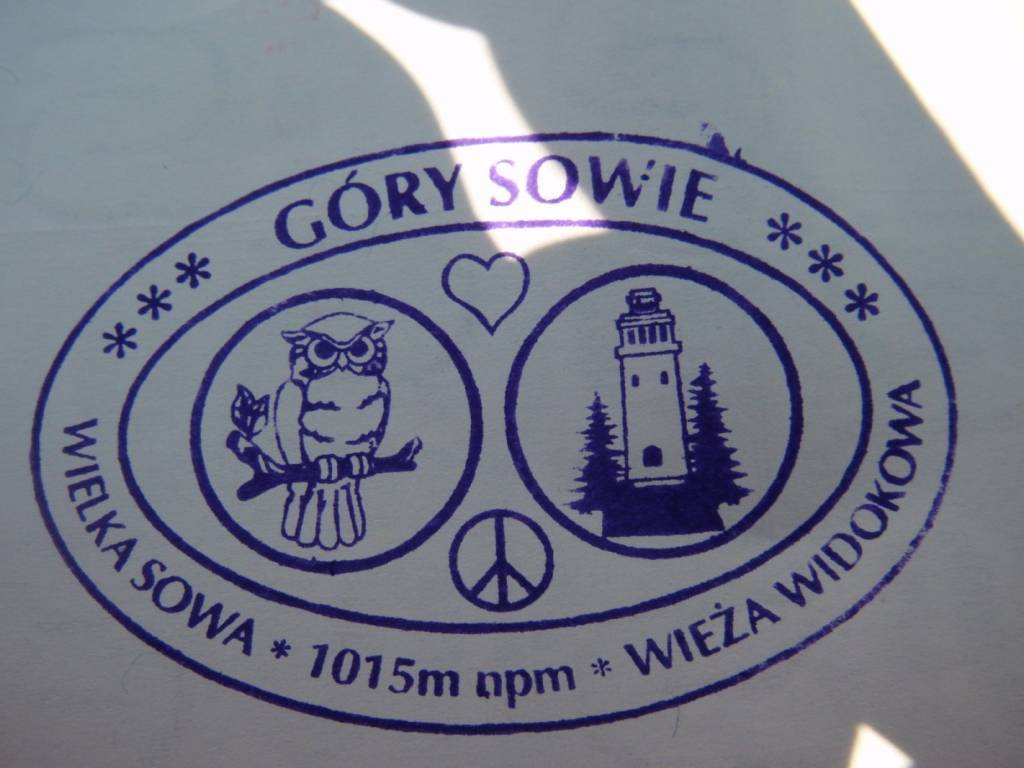 *** GÓRY SOWIE ***
WIELKA SOWA * 1015m npm * WIEŻA WIDOKOWA